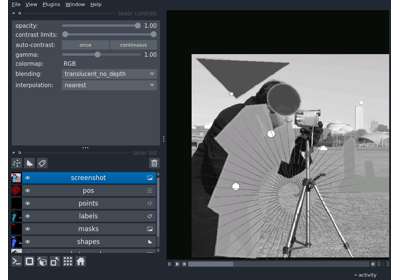 File View Plugins Window Help
layer controls
opacity: 1.00
contrast limits:
auto-contrast: once continuous
gamma: 1.00
colormap: RGB
blending: translucent_no_depth
interpolation: nearest
layer list
screenshot
pos
points
labels
masks
shapes
activity